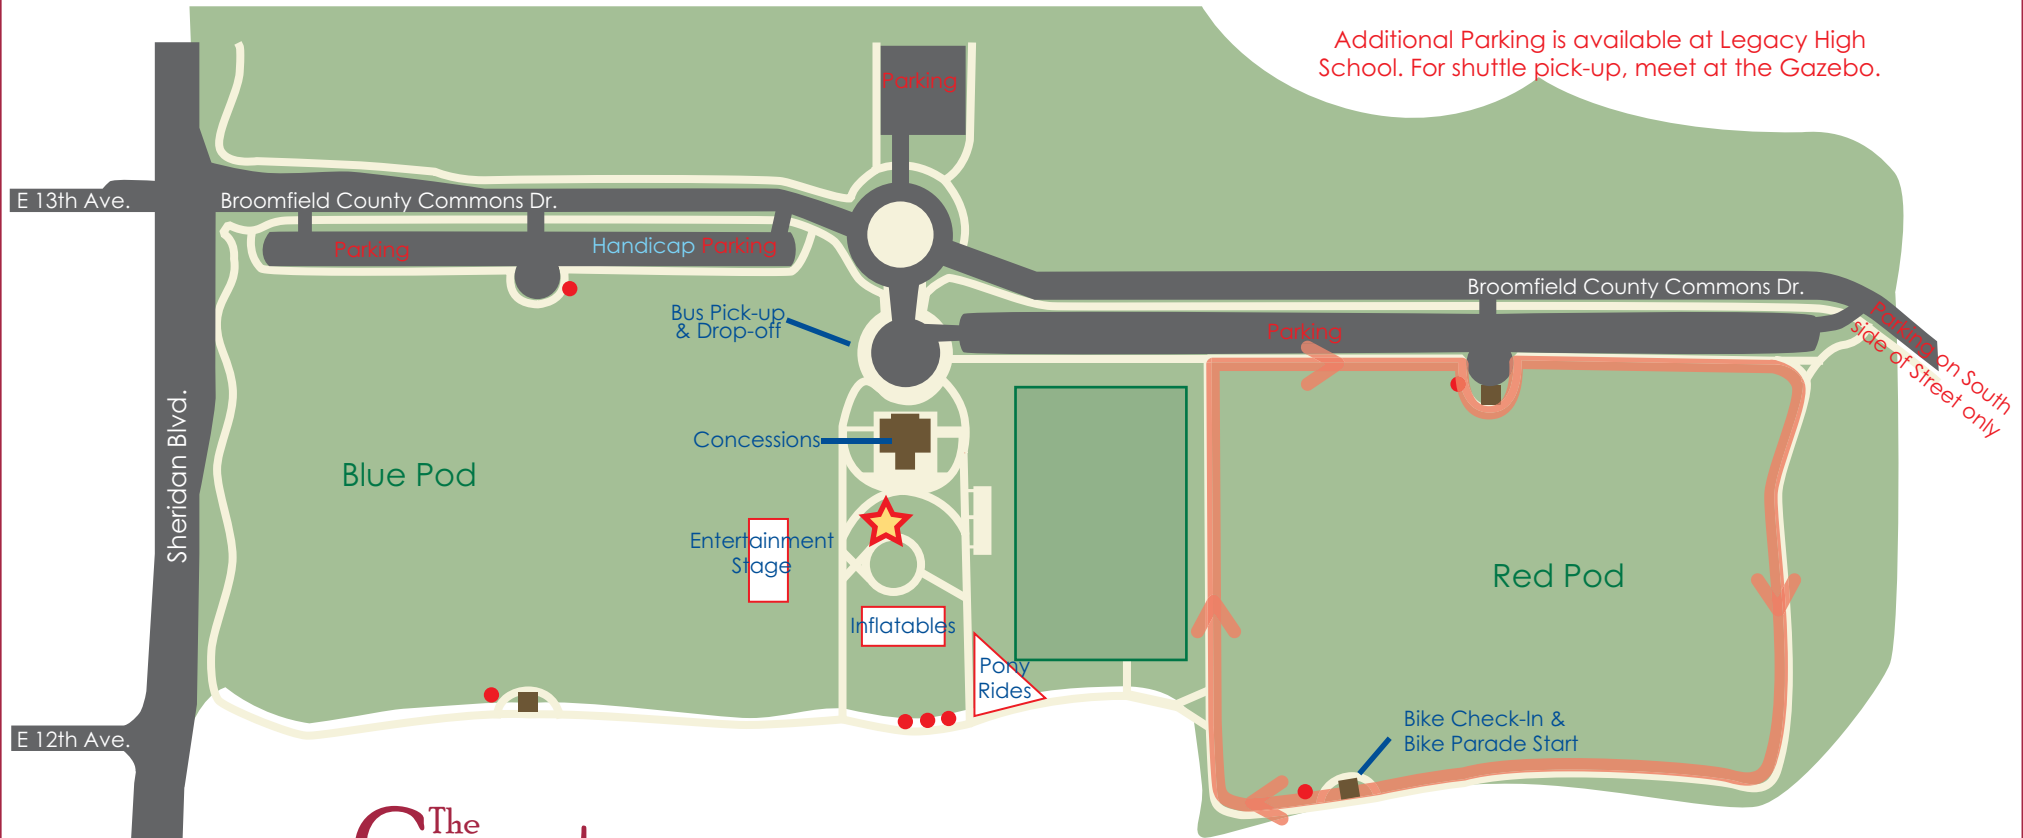 Additional Parking is available at Legacy High
School. For shuttle pick-up, meet at the Gazebo.
Parking
E 13th Ave.
Broomfield County Commons Dr.
Parking
Handicap Parking
Broomfield County Commons Dr.
Bus Pick-up
& Drop-off
Parking
Parking on South
side of Street only
Sheridan Blvd.
Concessions
Blue Pod
Entertainment
Stage
Red Pod
Inflatables
Pony
Rides
Bike Check-In &
Bike Parade Start
E 12th Ave.
The